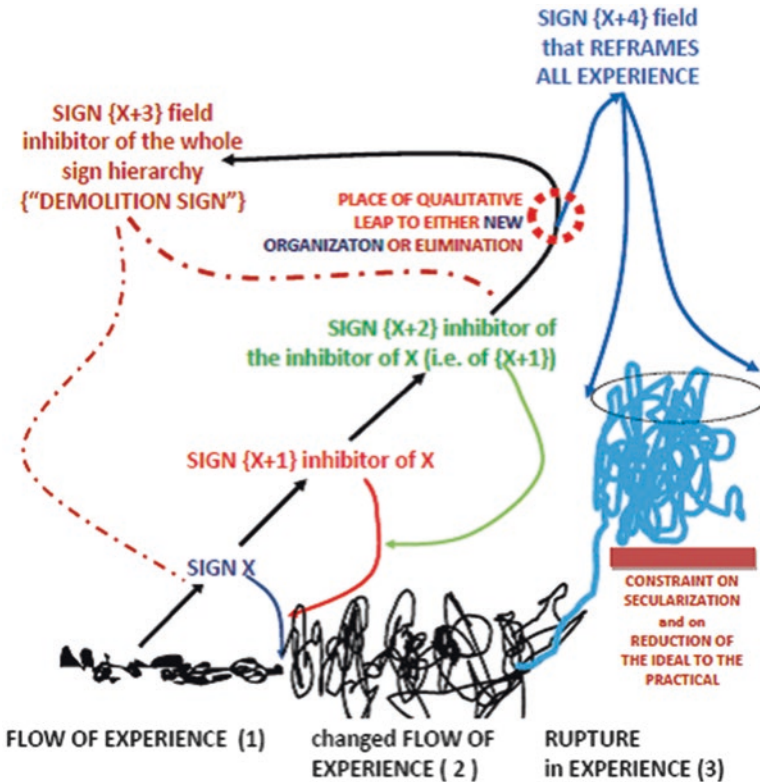 SIGN {X+4} field
that REFRAMES
ALL EXPERIENCE
SIGN {X+3} field
inhibitor of the whole
sign hierarchy
{“DEMOLITION SIGN”}
PLACE OF QUALITATIVE
LEAP TO EITHER NEW
ORGANIZATON OR ELIMINATION
SIGN {X+2} inhibitor of
the inhibitor of X (i.e. of {X+1})
SIGN {X+1} inhibitor of X
SIGN X
CONSTRAINT ON
SECULARIZATION
and on
REDUCTION OF
THE IDEAL TO THE
PRACTICAL
FLOW OF EXPERIENCE (1)
changed FLOW OF
EXPERIENCE ( 2 )
RUPTURE
in EXPERIENCE (3)